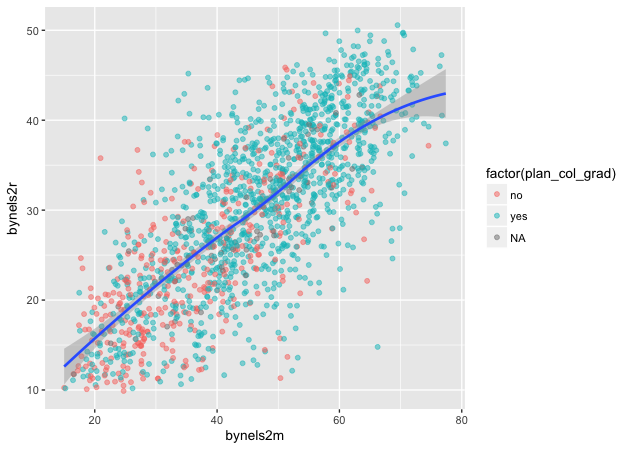 50
40
30
20
10
bynels2r
20 40 60 80
bynels2m
factor(plan_col_grad)
no
yes
NA